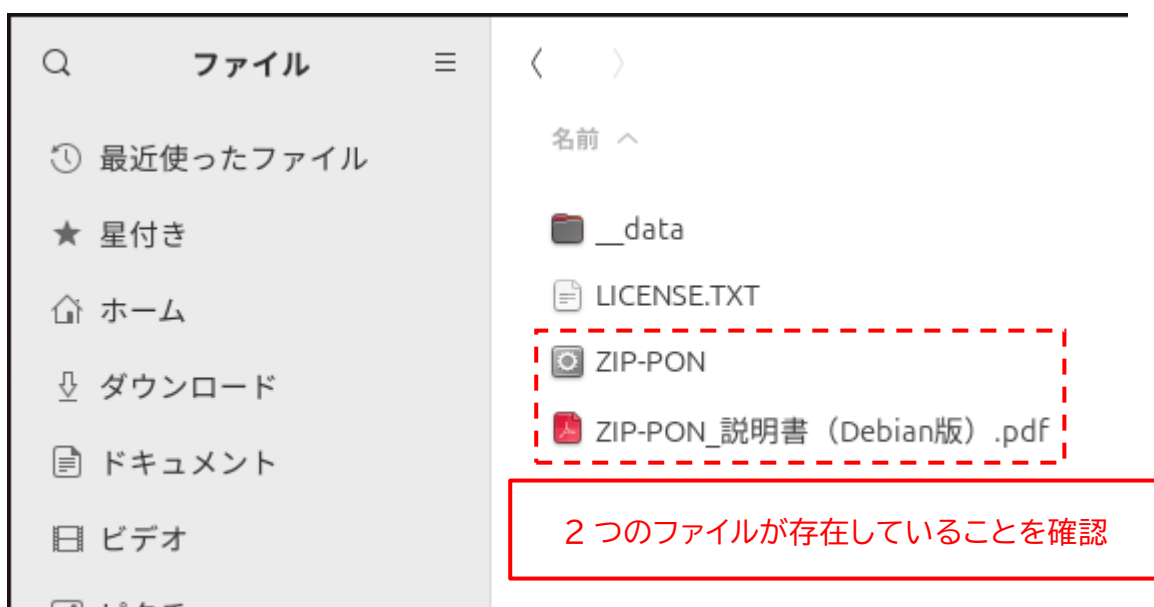 ファイル
最近使ったファイル
星付き
ホーム
ダウンロード
ドキュメント
ビデオ
名前
__data
LICENSE.TXT
ZIP-PON
ZIP-PON_説明書（Debian版）.pdf
２つのファイルが存在していることを確認